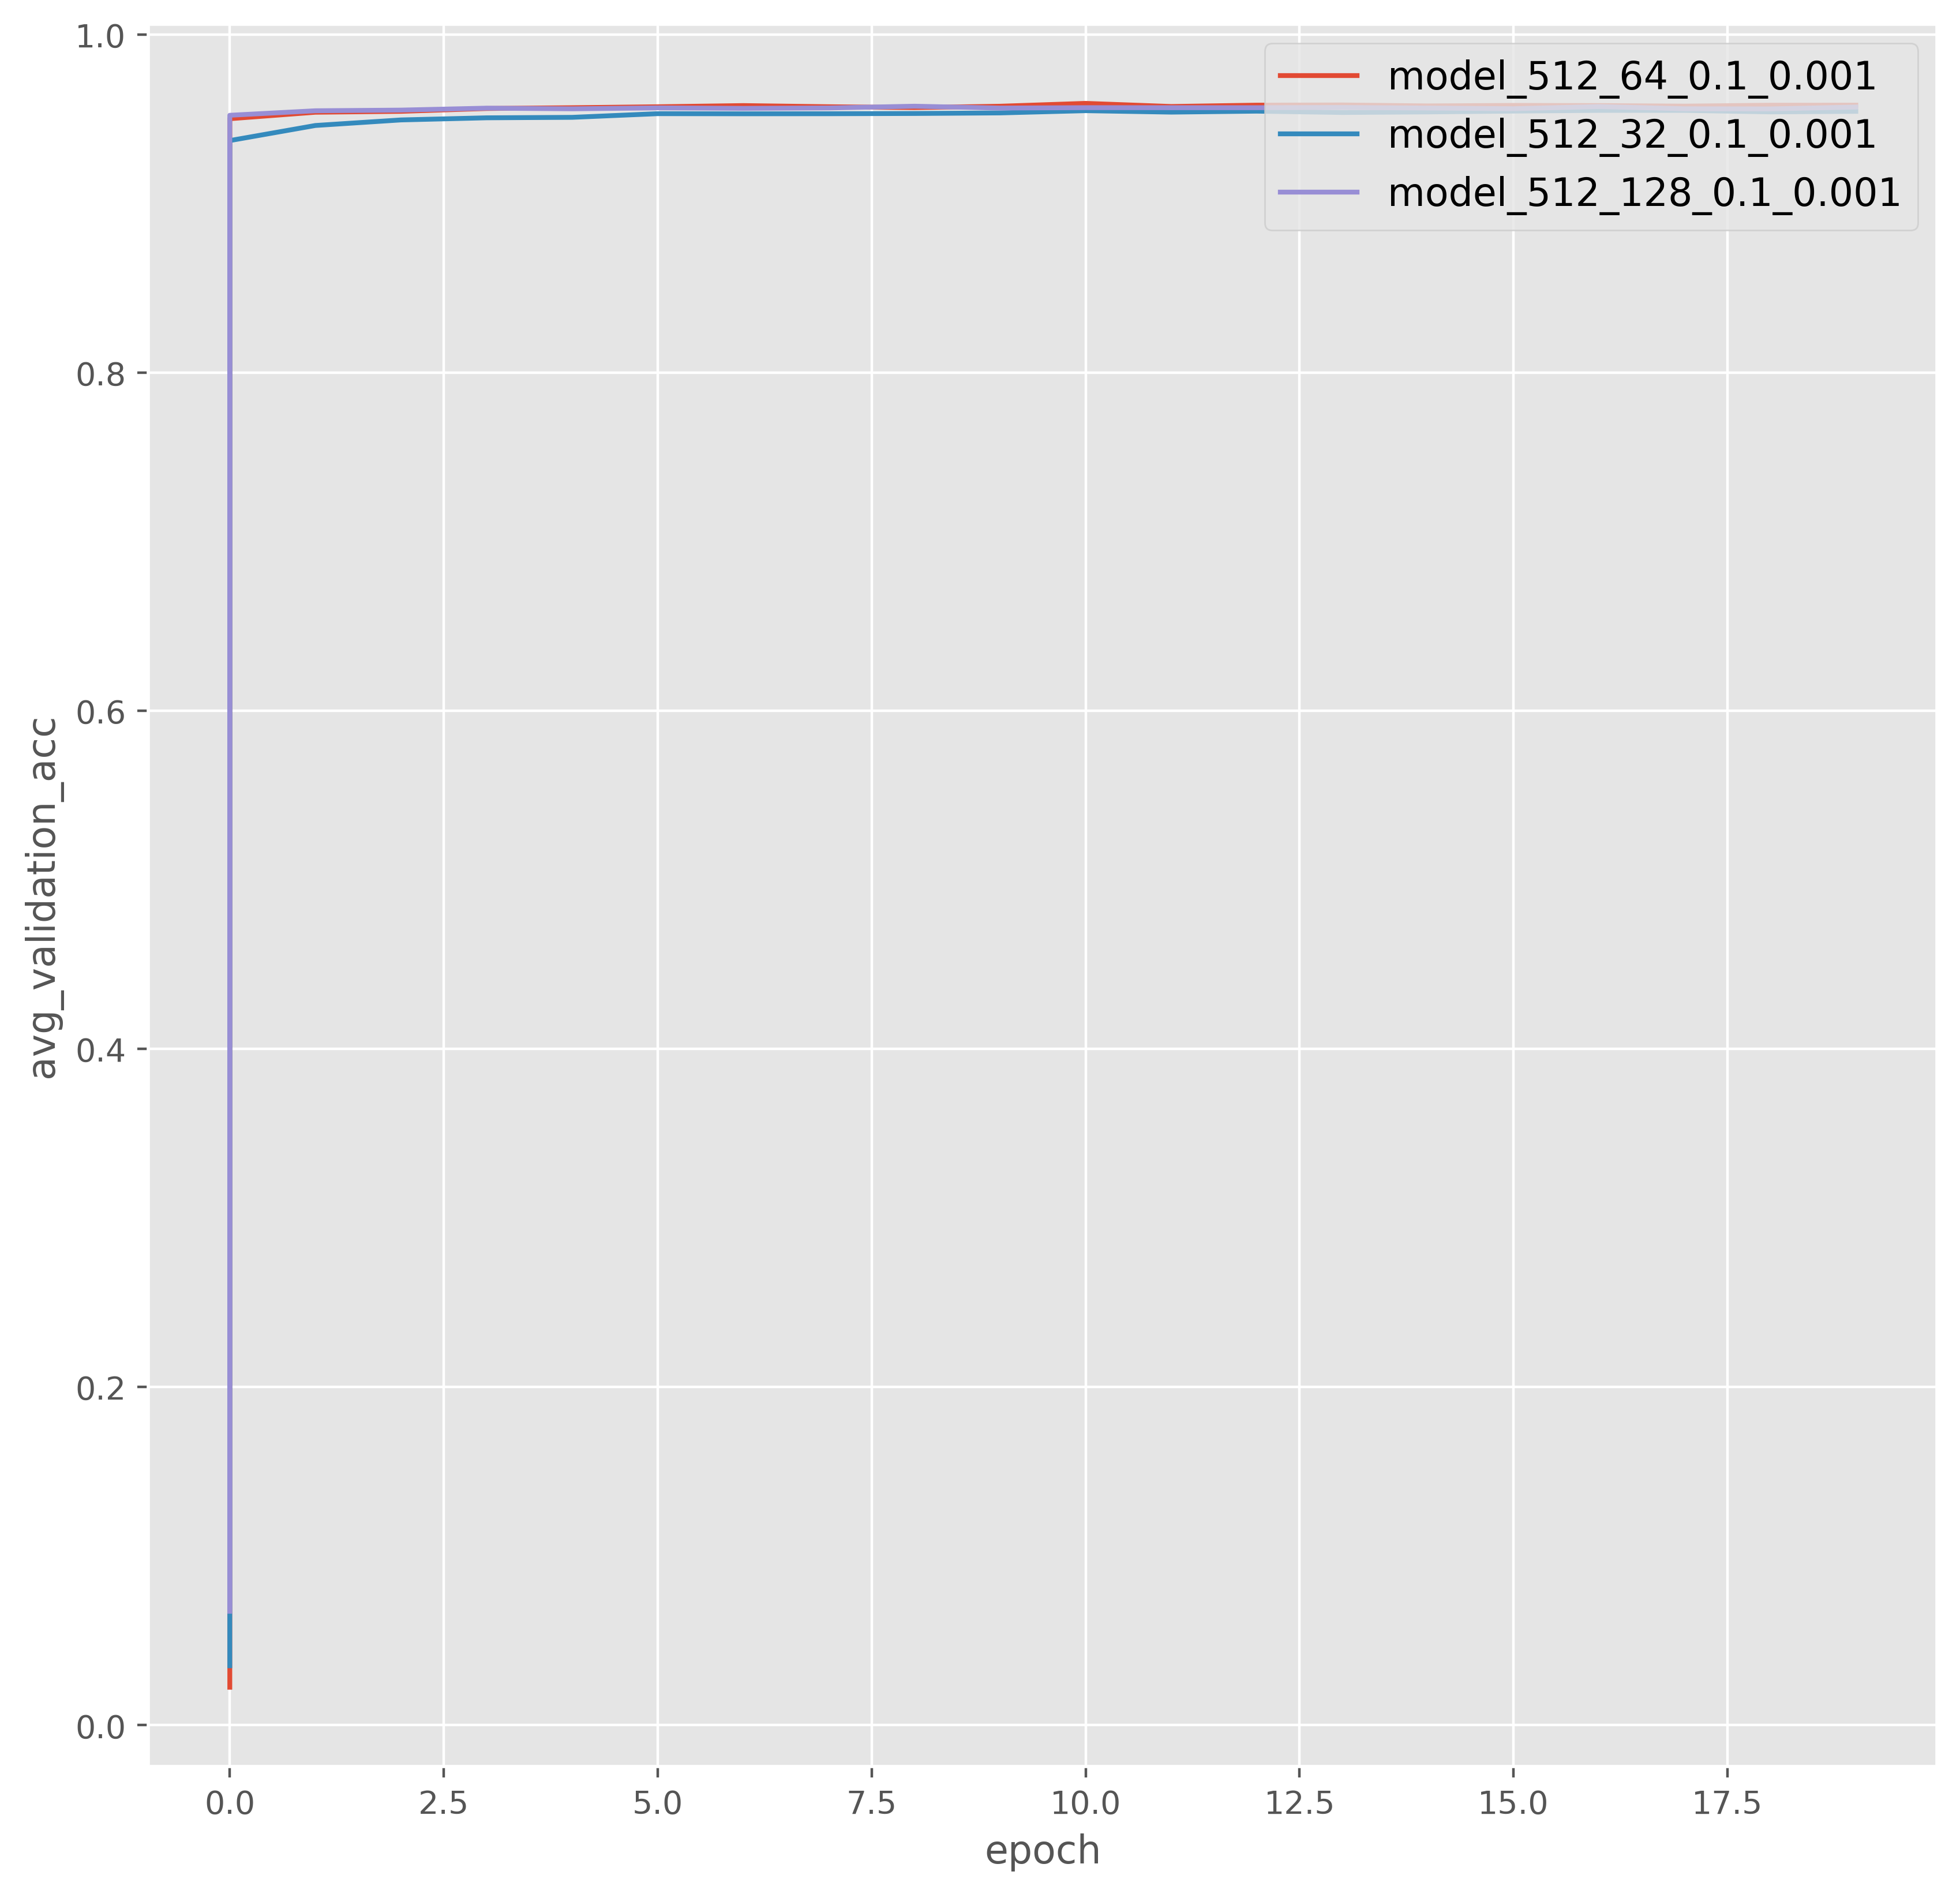 1.0
0.8
0.6
0.4
0.2
0.0
avg_validation_acc
model_512_64_0.1_0.001
model_512_32_0.1_0.001
model_512_128_0.1_0.001
0.0 2.5 5.0 7.5 10.0 12.5 15.0 17.5
epoch